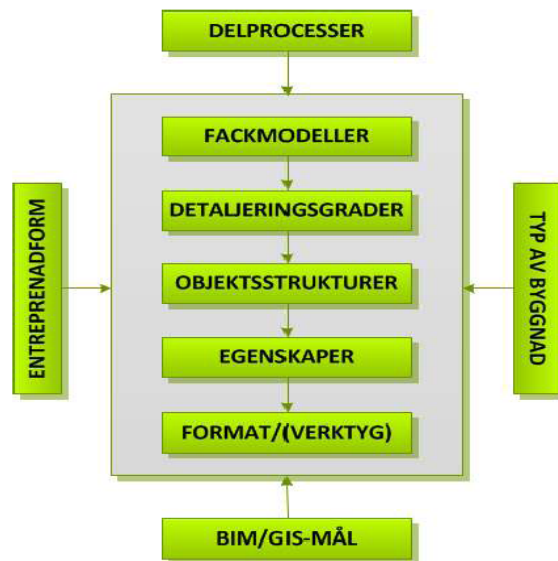 DELPROCESSER
FACKMODELLER
DETALJERINGSGRADER
OBJEKTSSTRUKTURER
EGENSKAPER
FORMAT/(VERKTYG)
ENTREPRENADFORM
TYP AV BYGGNAD
BIM/GIS-MÅL